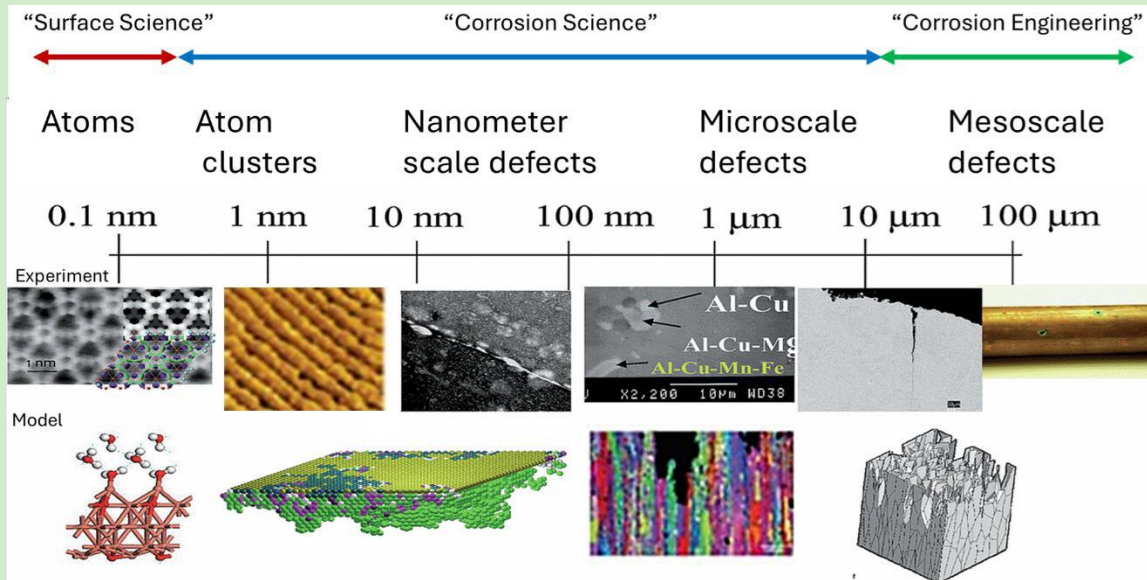 “Surface Science”
“Corrosion Science”
“Corrosion Engineering”
Atoms
Atom
clusters
Nanometer
scale defects
Microscale
defects
Mesoscale
defects
0.1 nm
1 nm
10 nm
100 nm
1 µm
10 µm
100 µm
Experiment
1 nm
Al-Cu
Al-Cu-Mg
Al-Cu-Mn-Fe
X2,200 10µm WD38
Model